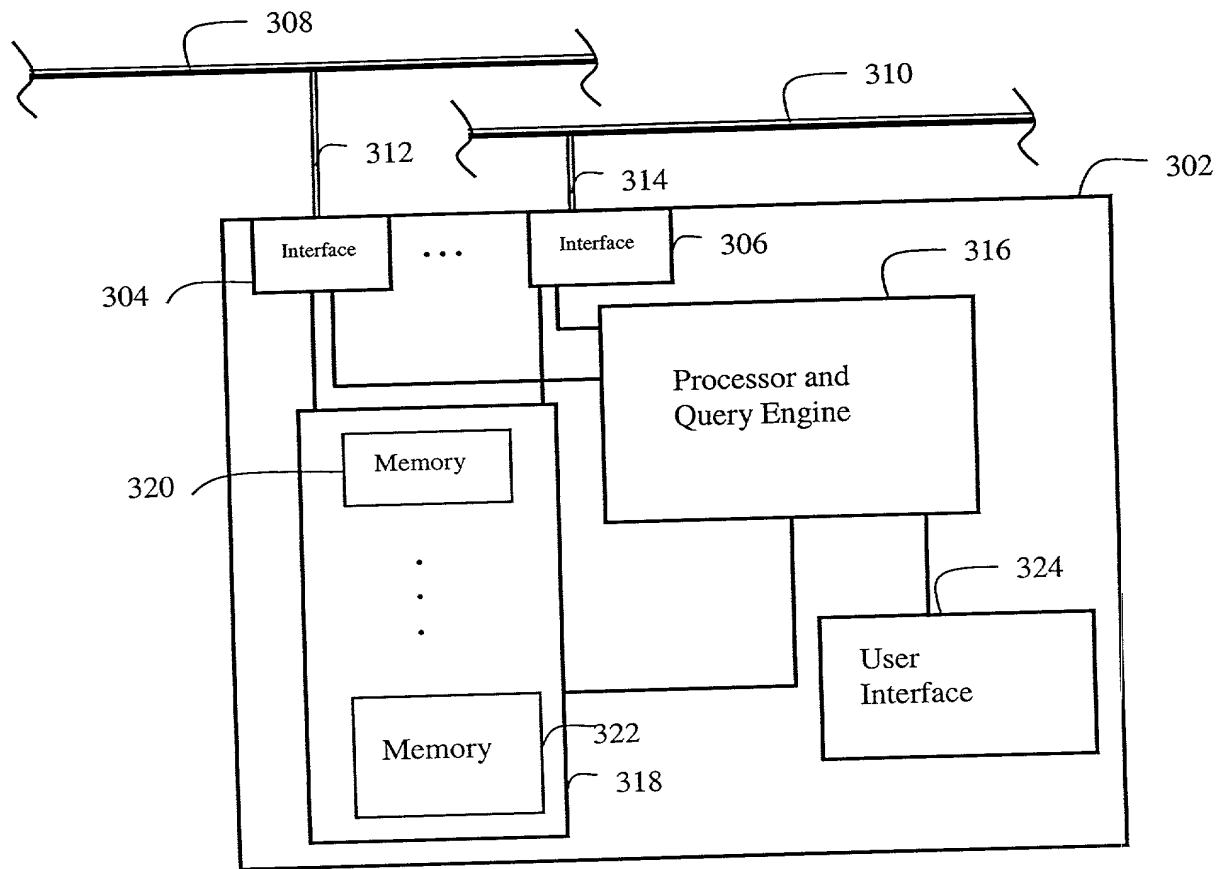 308
310
312
314
302
Interface
...
Interface
306
316
304
Processor and
Query Engine
Memory
320
324
User
Interface
Memory
322
318